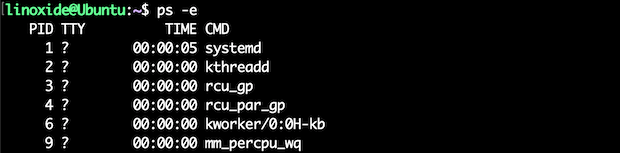 linoxide@Ubuntu:~$ ps -e
PID TTY TIME CMD
1 ? 00:00:05 systemd
2 ? 00:00:00 kthreadd
3 ? 00:00:00 rcu_gp
4 ? 00:00:00 rcu_par_gp
6 ? 00:00:00 kworker/0:0H-kb
9 ? 00:00:00 mm_percpu_wq